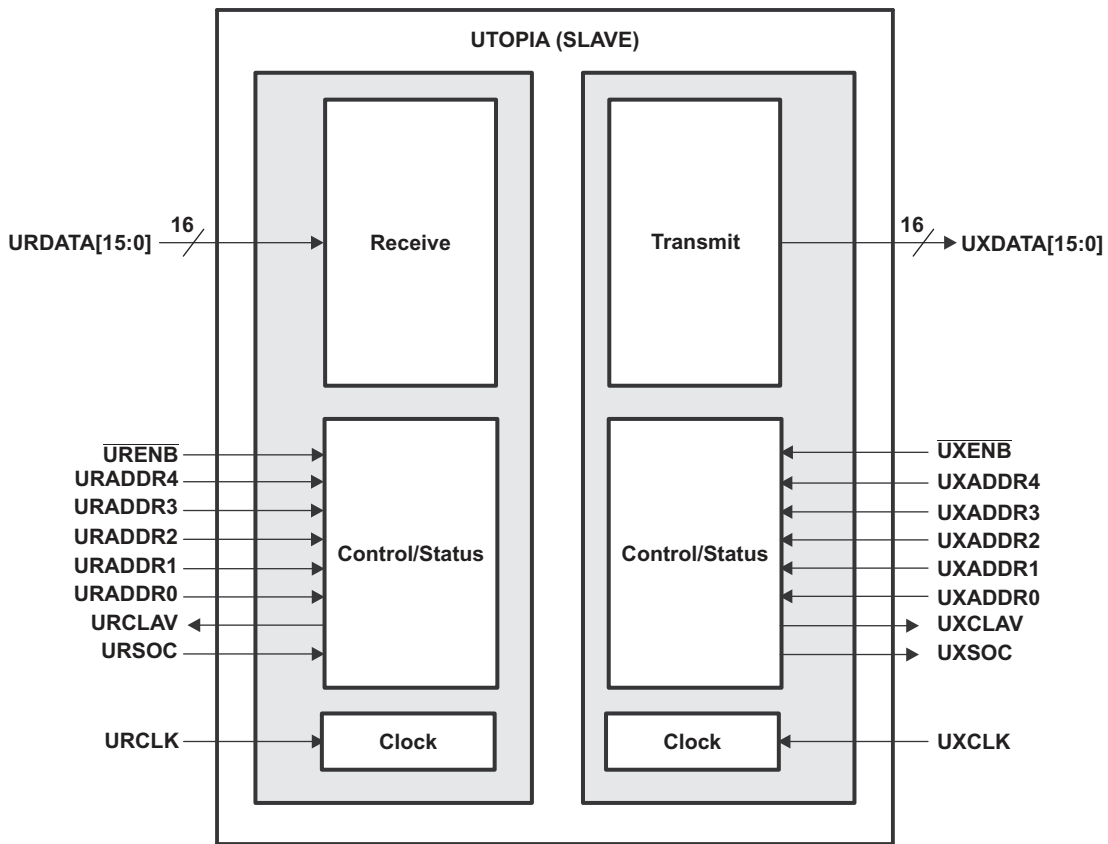 UTOPIA (SLAVE)
16
URDATA[15:0]
Receive
Transmit
16
UXDATA[15:0]
URENB
URADDR4
URADDR3
URADDR2
URADDR1
URADDR0
URCLAV
URSOC
Control/Status
Control/Status
UXENB
UXADDR4
UXADDR3
UXADDR2
UXADDR1
UXADDR0
UXCLAV
UXSOC
URCLK
Clock
Clock
UXCLK